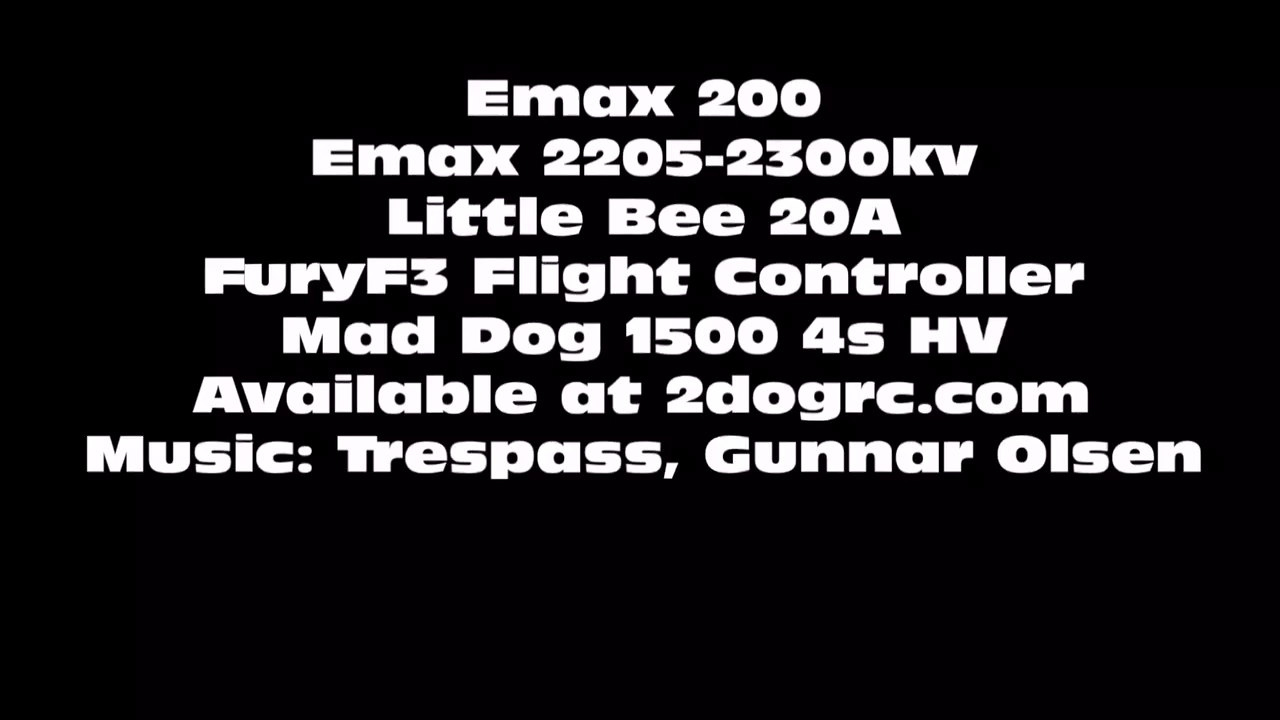 Emax 200
Emax 2205-2300kv
Little Bee 20A
FuryF3 Flight Controller
Mad Dog 1500 4s HV
Available at 2dogrc.com
Music: Trespass, Gunnar Olsen